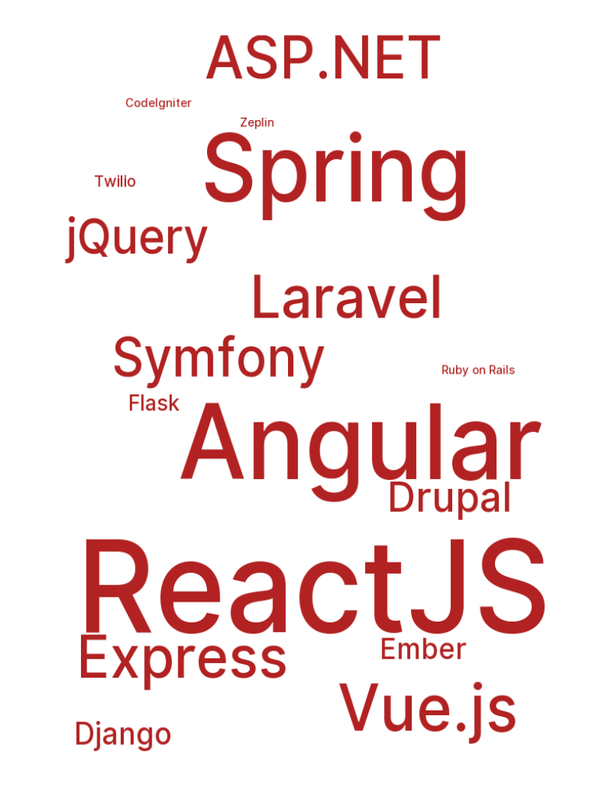 ASP.NET
CodeIgniter
Zeplin
Spring
Twilio
jQuery
Laravel
Symfony
Ruby on Rails
Flask
Angular
Drupal
ReactJS
Express
Ember
Vue.js
Django